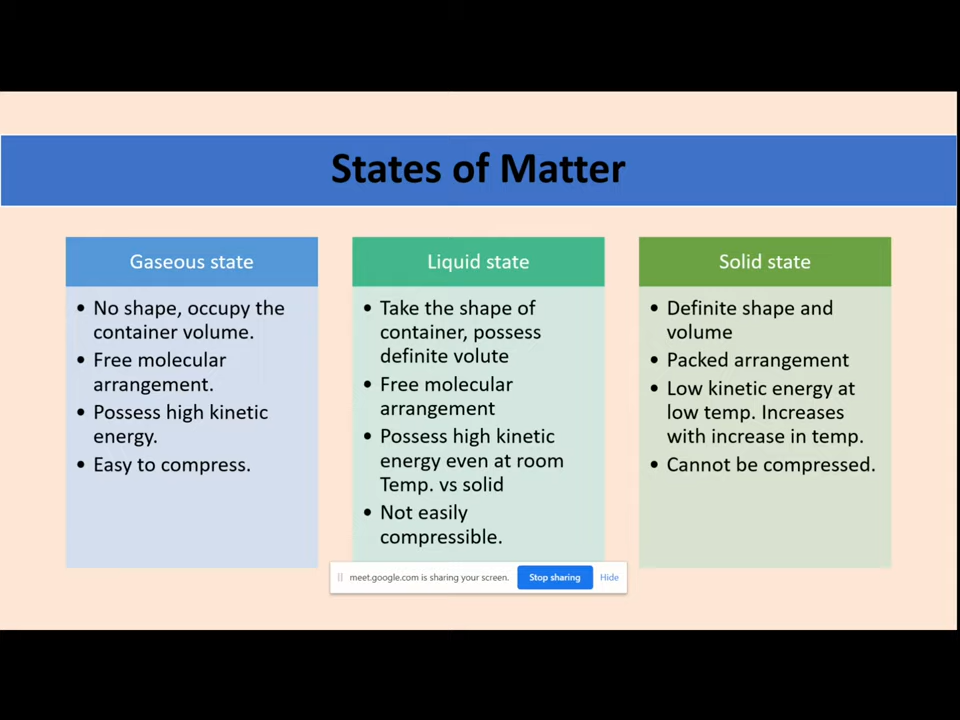 States of Matter
Gaseous state
• No shape, occupy the
container volume.
• Free molecular
arrangement.
• Possess high kinetic
energy.
• Easy to compress.
Liquid state
• Take the shape of
container, possess
definite volute
• Free molecular
arrangement
• Possess high kinetic
energy even at room
Temp. vs solid
• Not easily
compressible.
Solid state
• Definite shape and
volume
• Packed arrangement
• Low kinetic energy at
low temp. Increases
with increase in temp.
• Cannot be compressed.
meet.google.com is sharing your screen. Stop sharing Hide